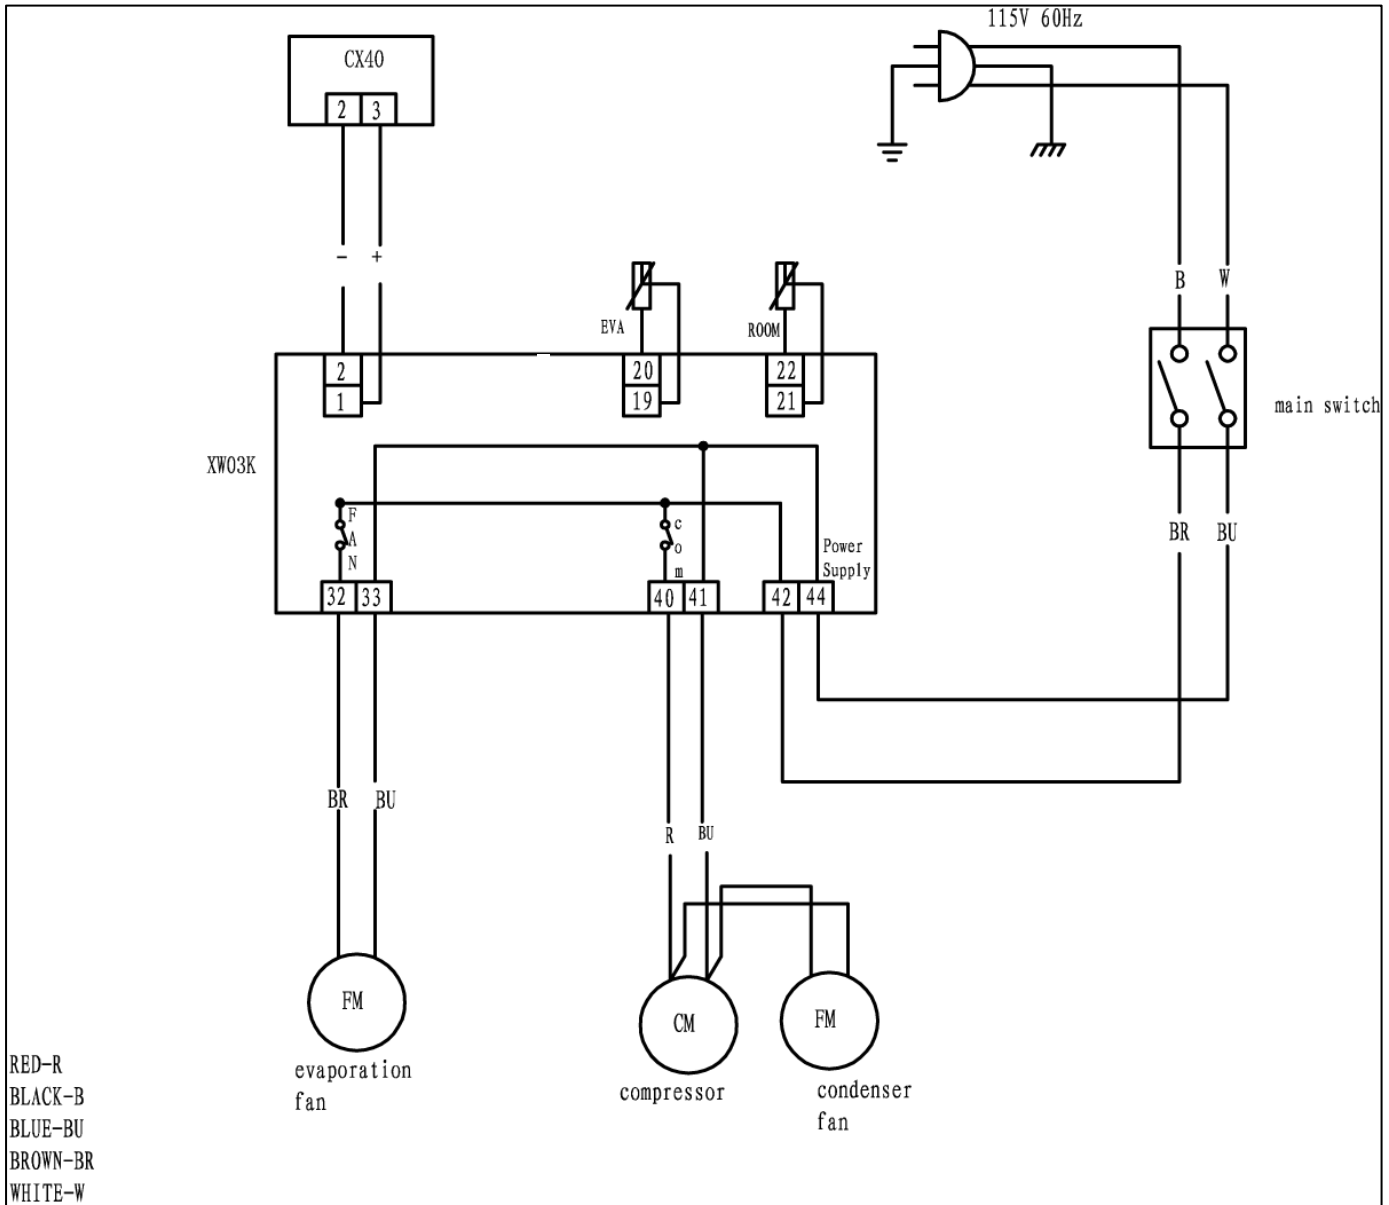 115V 60Hz
CX40
2 3
- +
B W
EVA
ROOM
2
1
20
19
22
21
main switch
XW03K
FAN
com
Power
Supply
BR BU
32 33
40 41
42 44
BR BU
R BU
FM
CM
FM
evaporation
fan
compressor
condenser
fan
RED-R
BLACK-B
BLUE-BU
BROWN-BR
WHITE-W